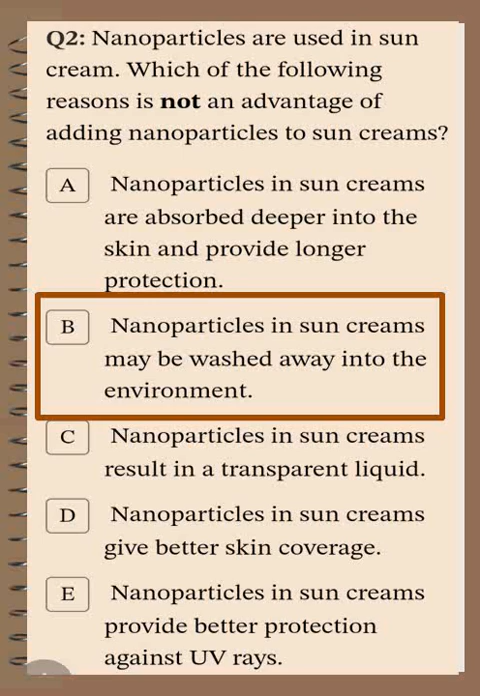 Q2: Nanoparticles are used in sun
cream. Which of the following
reasons is not an advantage of
adding nanoparticles to sun creams?
A Nanoparticles in sun creams
are absorbed deeper into the
skin and provide longer
protection.
B Nanoparticles in sun creams
may be washed away into the
environment.
C Nanoparticles in sun creams
result in a transparent liquid.
D Nanoparticles in sun creams
give better skin coverage.
E Nanoparticles in sun creams
provide better protection
against UV rays.